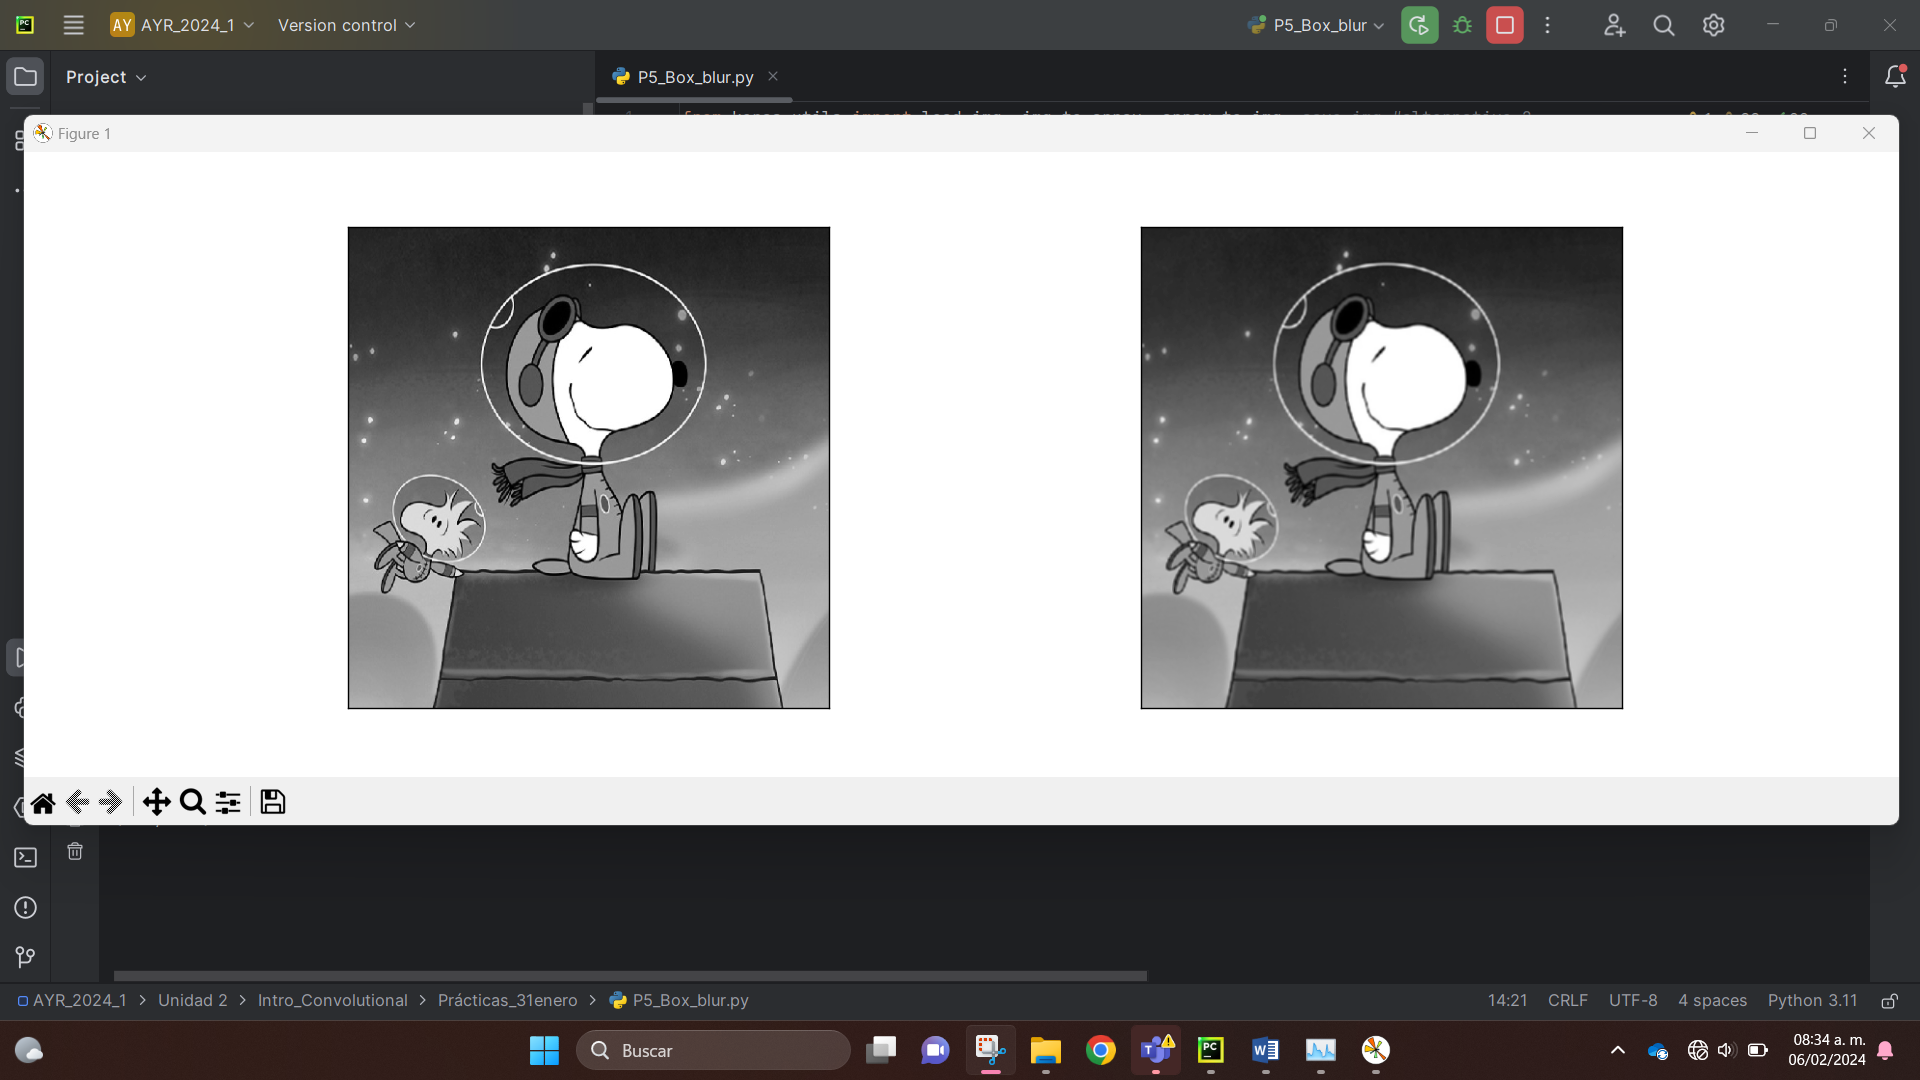 PC
AY AYR_2024_1
Version control
P5_Box_blur
Project
P5_Box_blur.py
Figure 1
AYR_2024_1 > Unidad 2 > Intro_Convolutional > Prácticas_31enero > P5_Box_blur.py
14:21 CRLF UTF-8 4 spaces Python 3.11
Buscar
08:34 a. m.
06/02/2024